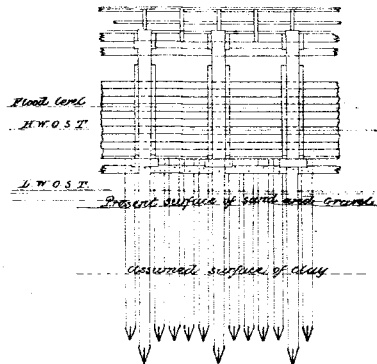 Flood level
H W O S T
L W O S T
Present surface of sand and Gravel
Assumed surface of Clay